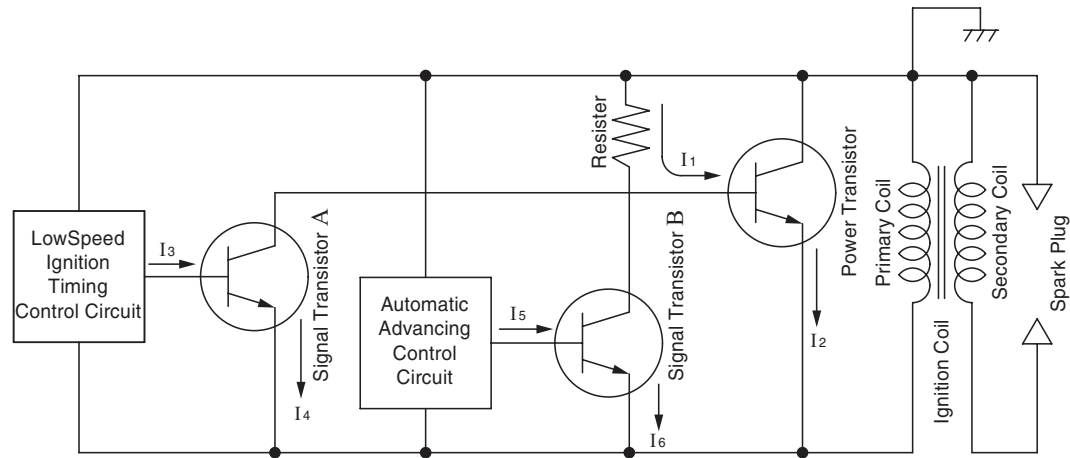 Resister
I1
Power Transistor
Primary Coil
Secondary Coil
Spark Plug
LowSpeed
Ignition
Timing
Control Circuit
I3
Signal Transistor A
I4
Automatic
Advancing
Control
Circuit
I5
Signal Transistor B
I6
I2
Ignition Coil